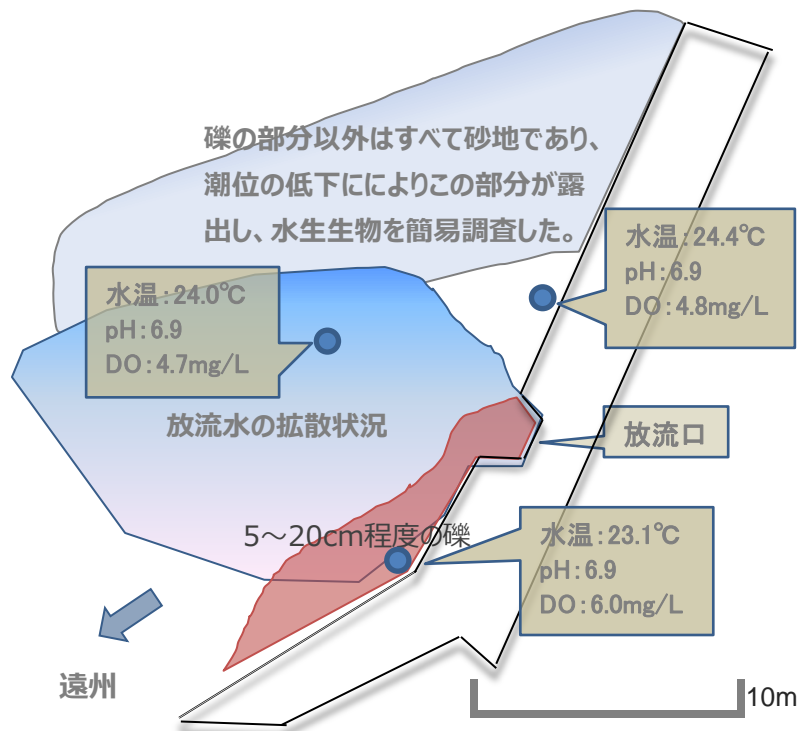 礫の部分以外はすべて砂地であり、
潮位の低下ににによりこの部分が露
出し、水生生物を簡易調査した。
水温：24.4℃
pH：6.9
DO：4.8mg/L
水温：24.0℃
pH：6.9
DO：4.7mg/L
放流水の拡散状況
放流口
5～20cm程度の礫
水温：23.1℃
pH：6.9
DO：6.0mg/L
遠州
10m